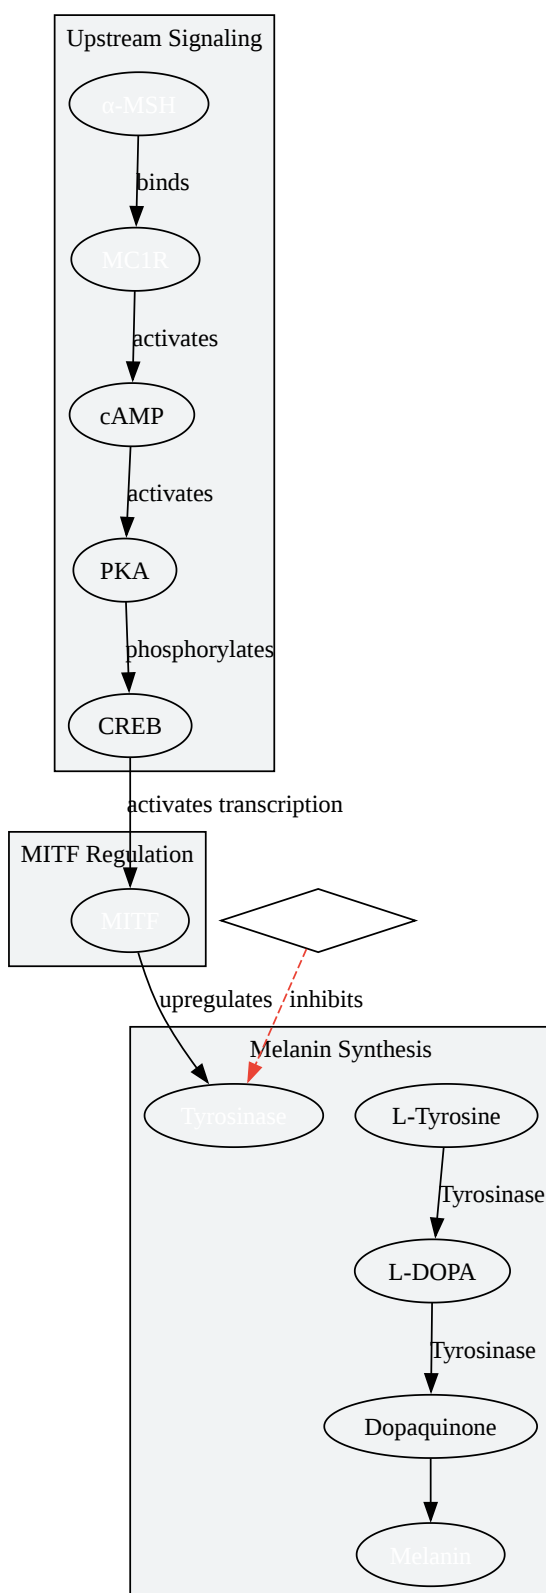 Upstream Signaling
α-MSH
binds
MC1R
activates
cAMP
activates
PKA
phosphorylates
CREB
activates transcription
MITF Regulation
MITF
upregulates
inhibits
Melanin Synthesis
Tyrosinase
L-Tyrosine
Tyrosinase
L-DOPA
Tyrosinase
Dopaquinone
Melanin